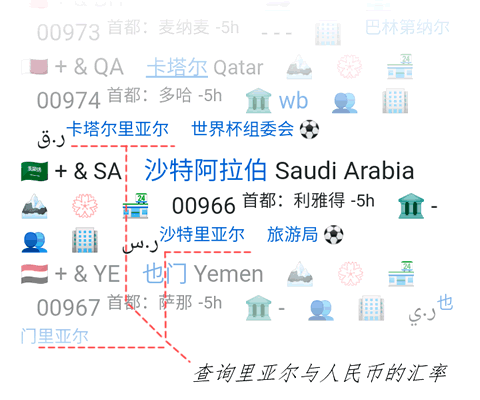 00973 首都：麦纳麦 -5h - - - 巴林第纳尔
+ & QA 卡塔尔 Qatar
00974 首都：多哈 -5h wb
ر.ق 卡塔尔里亚尔 世界杯组委会
+ & SA 沙特阿拉伯 Saudi Arabia
00966 首都：利雅得 -5h -
ر.س 沙特里亚尔 旅游局
+ & YE 也门 Yemen
00967 首都：萨那 -5h - ر.ي 也
门里亚尔
查询里亚尔与人民币的汇率